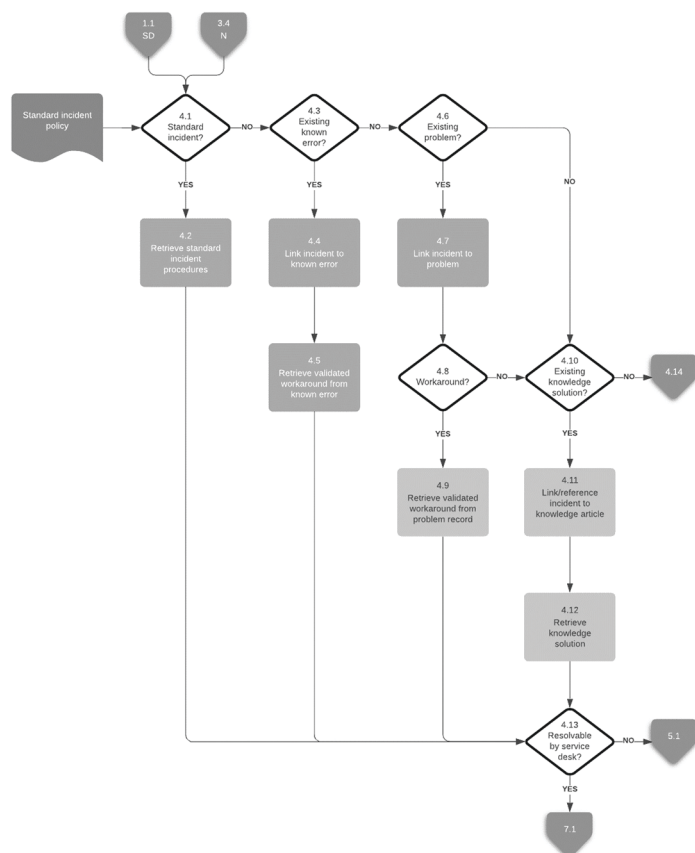 1.1
SD
3.4
N
Standard incident
policy
4.1
Standard
incident?
NO
4.3
Existing
known
error?
NO
4.6
Existing
problem?
NO
YES
YES
YES
4.2
Retrieve standard
incident
procedures
4.4
Link incident to
known error
4.7
Link incident to
problem
4.5
Retrieve validated
workaround from
known error
4.8
Workaround?
NO
4.10
Existing
knowledge
solution?
NO
4.14
YES
YES
4.9
Retrieve validated
workaround from
problem record
4.11
Link/reference
incident to
knowledge article
4.12
Retrieve
knowledge
solution
4.13
Resolvable
by service
desk?
NO
5.1
YES
7.1